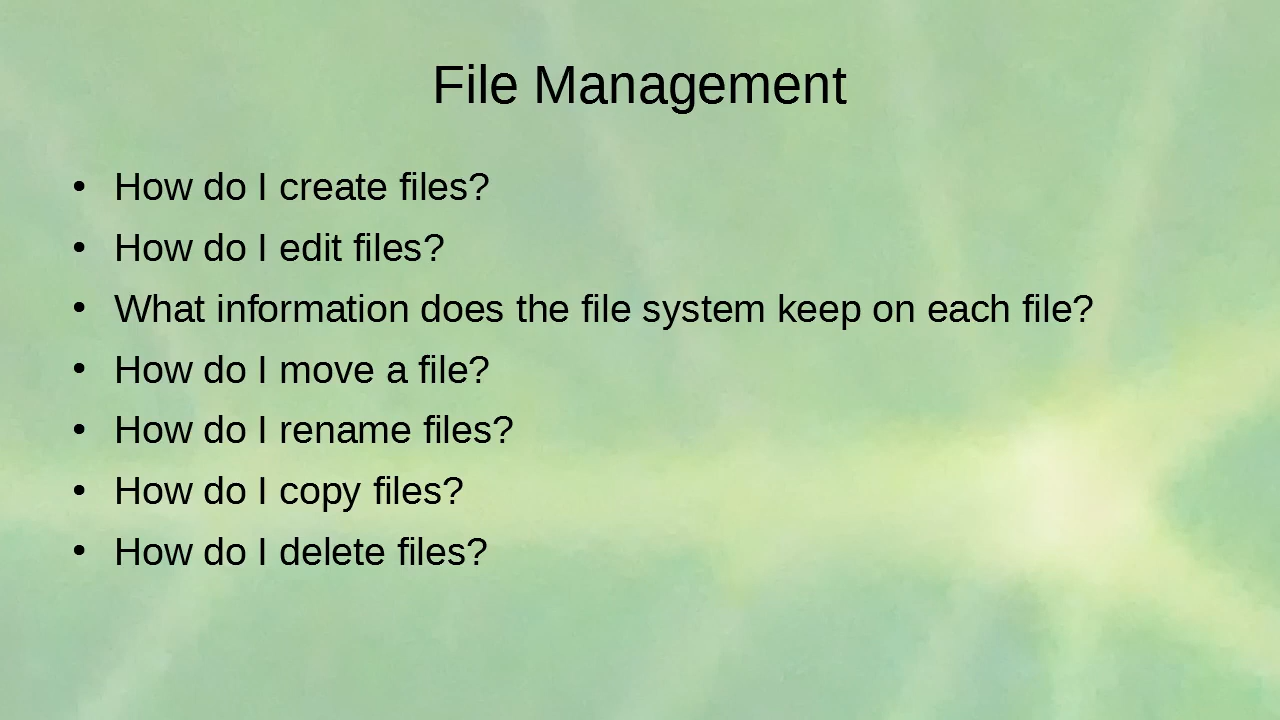 File Management
• How do I create files?
• How do I edit files?
• What information does the file system keep on each file?
• How do I move a file?
• How do I rename files?
• How do I copy files?
• How do I delete files?